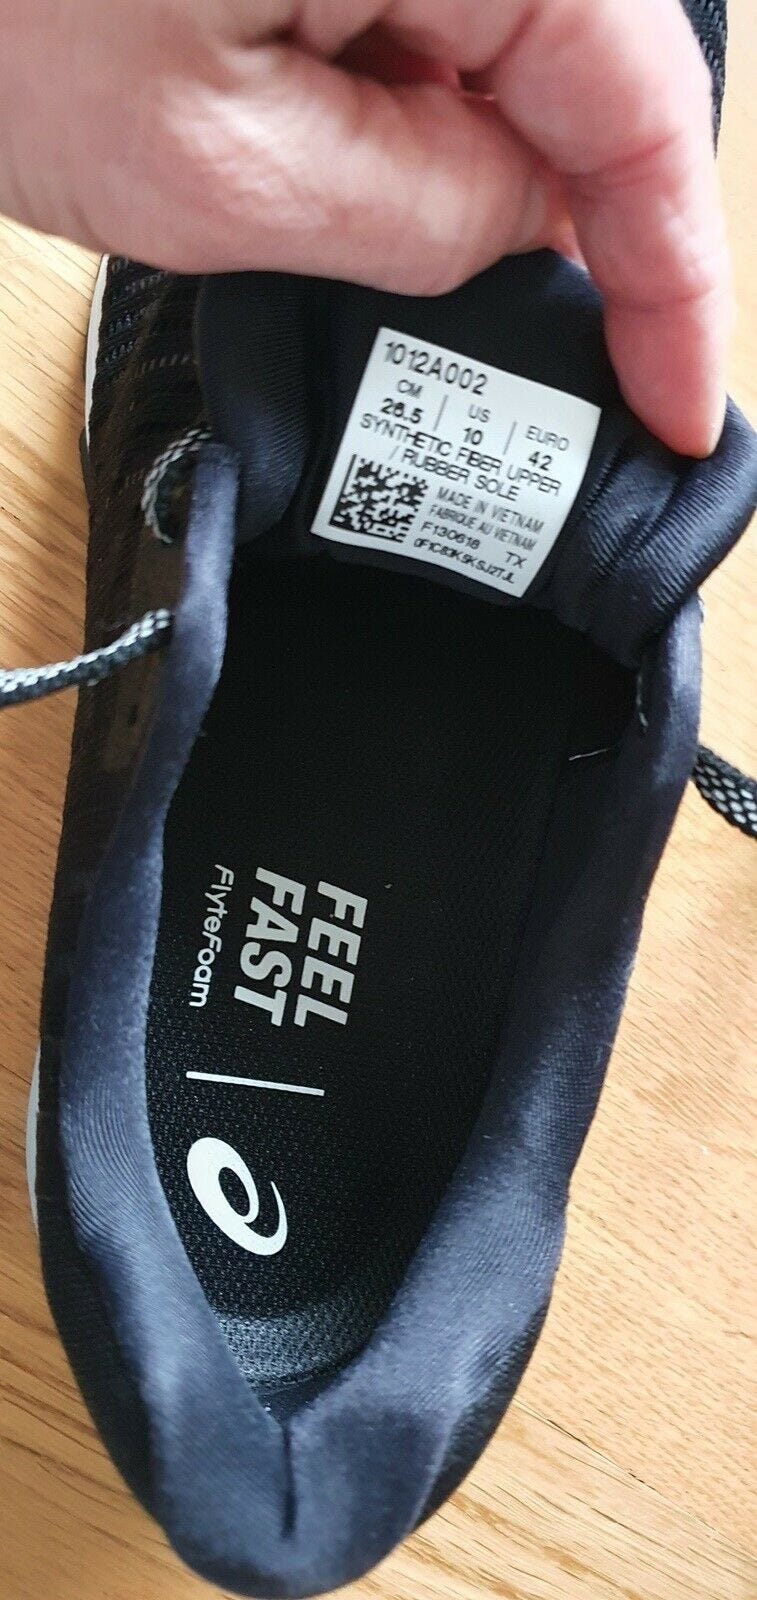 1012A002
CM | US | EURO
26.5 | 10 | 42
SYNTHETIC FIBER UPPER
/ RUBBER SOLE
MADE IN VIETNAM
FABRIQUE AU VIETNAM
F130618 TX
FEEL
FAST
FlyteFoam